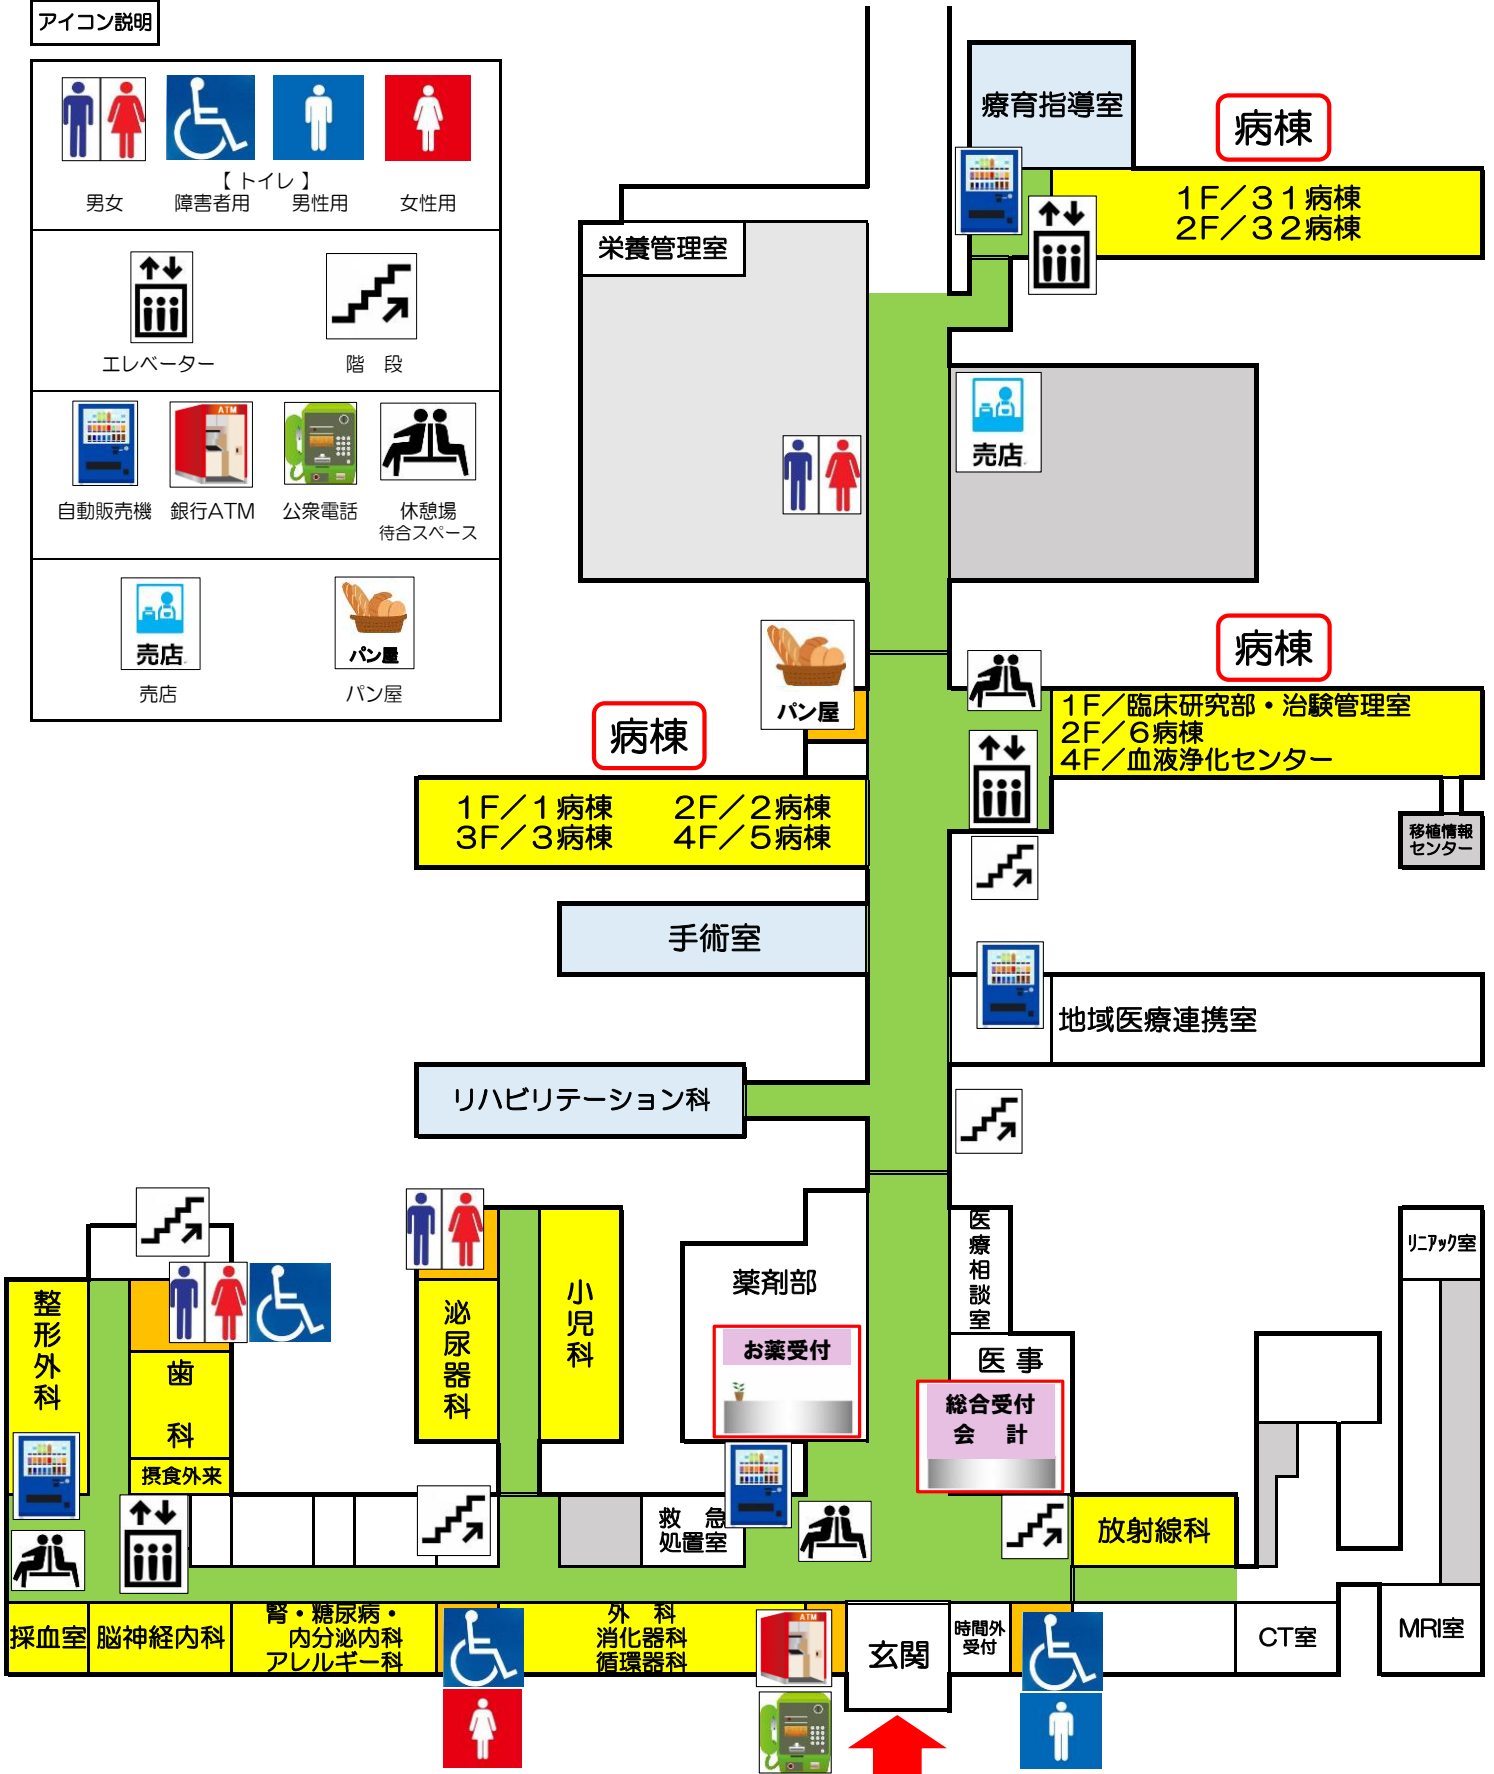 アイコン説明
【 トイレ 】
男女
障害者用
男性用
女性用
エレベーター
階 段
ATM
自動販売機
銀行ATM
公衆電話
休憩場
待合スペース
売店
パン屋
売店
パン屋
療育指導室
病棟
1F／31病棟
2F／32病棟
栄養管理室
売店
パン屋
病棟
1F／臨床研究部・治験管理室
2F／6病棟
4F／血液浄化センター
病棟
1F／1病棟 2F／2病棟
3F／3病棟 4F／5病棟
移植情報
センター
手術室
地域医療連携室
リハビリテーション科
医療相談室
リニアック室
薬剤部
お薬受付
医 事
総合受付
会 計
整形外科
歯科
摂食外来
泌尿器科
小児科
救 急
処置室
放射線科
採血室
脳神経内科
腎・糖尿病・
内分泌内科
アレルギー科
外 科
消化器科
循環器科
ATM
玄関
時間外
受付
CT室
MRI室